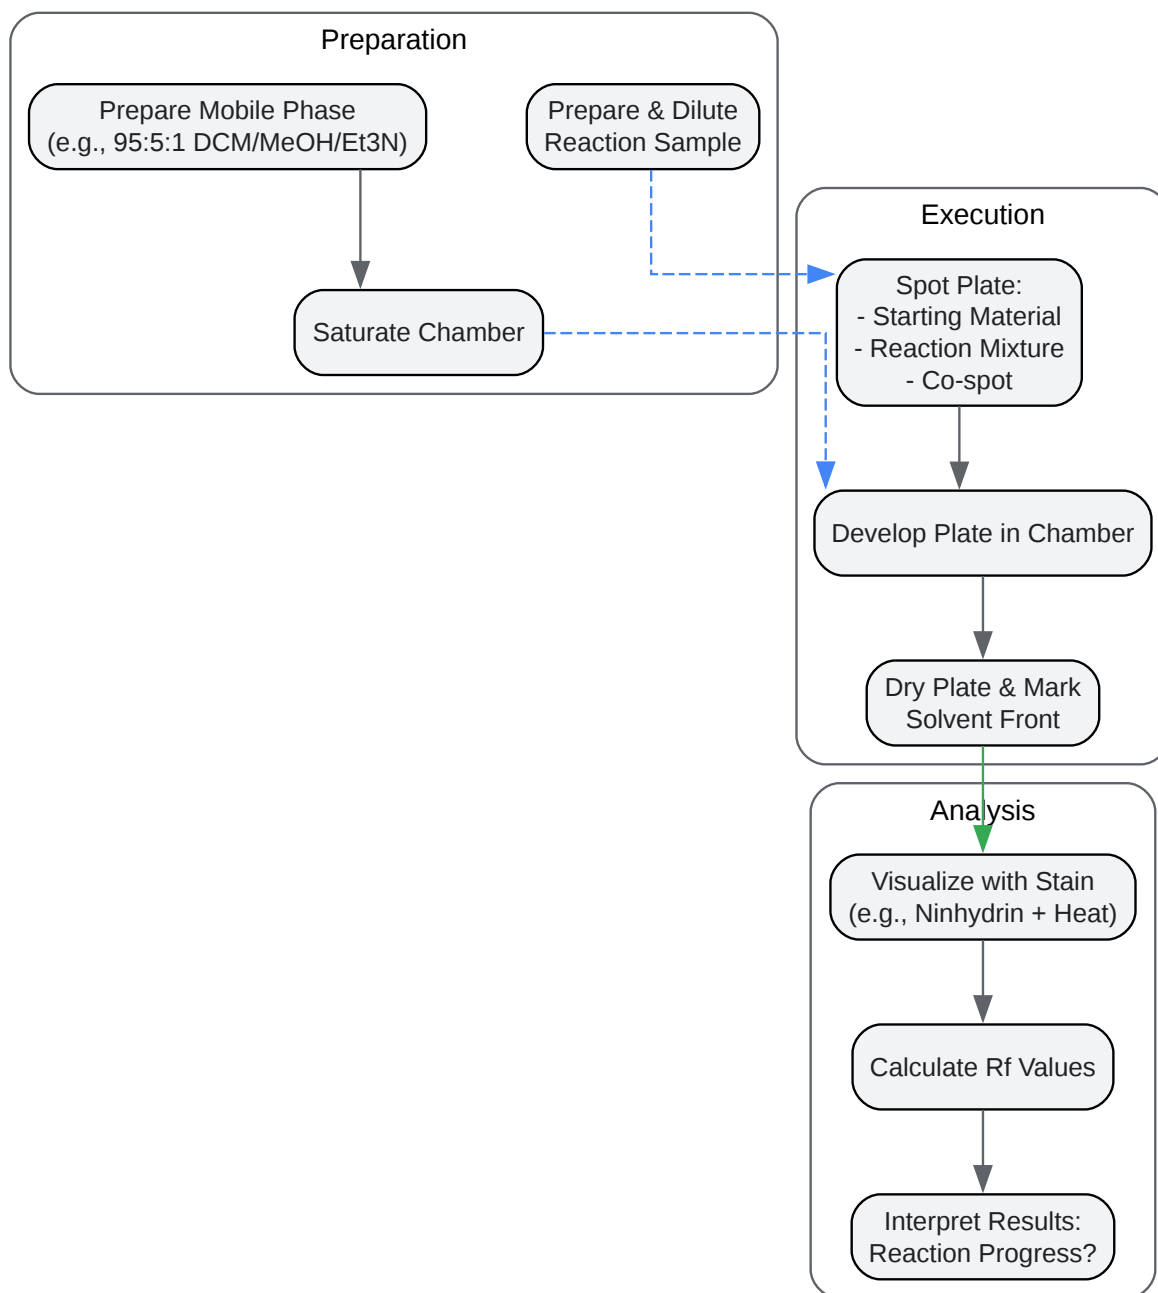 Preparation
Prepare Mobile Phase
(e.g., 95:5:1 DCM/MeOH/Et3N)
Prepare & Dilute
Reaction Sample
Saturate Chamber
Execution
Spot Plate:
- Starting Material
- Reaction Mixture
- Co-spot
Develop Plate in Chamber
Dry Plate & Mark
Solvent Front
Analysis
Visualize with Stain
(e.g., Ninhydrin + Heat)
Calculate Rf Values
Interpret Results:
Reaction Progress?